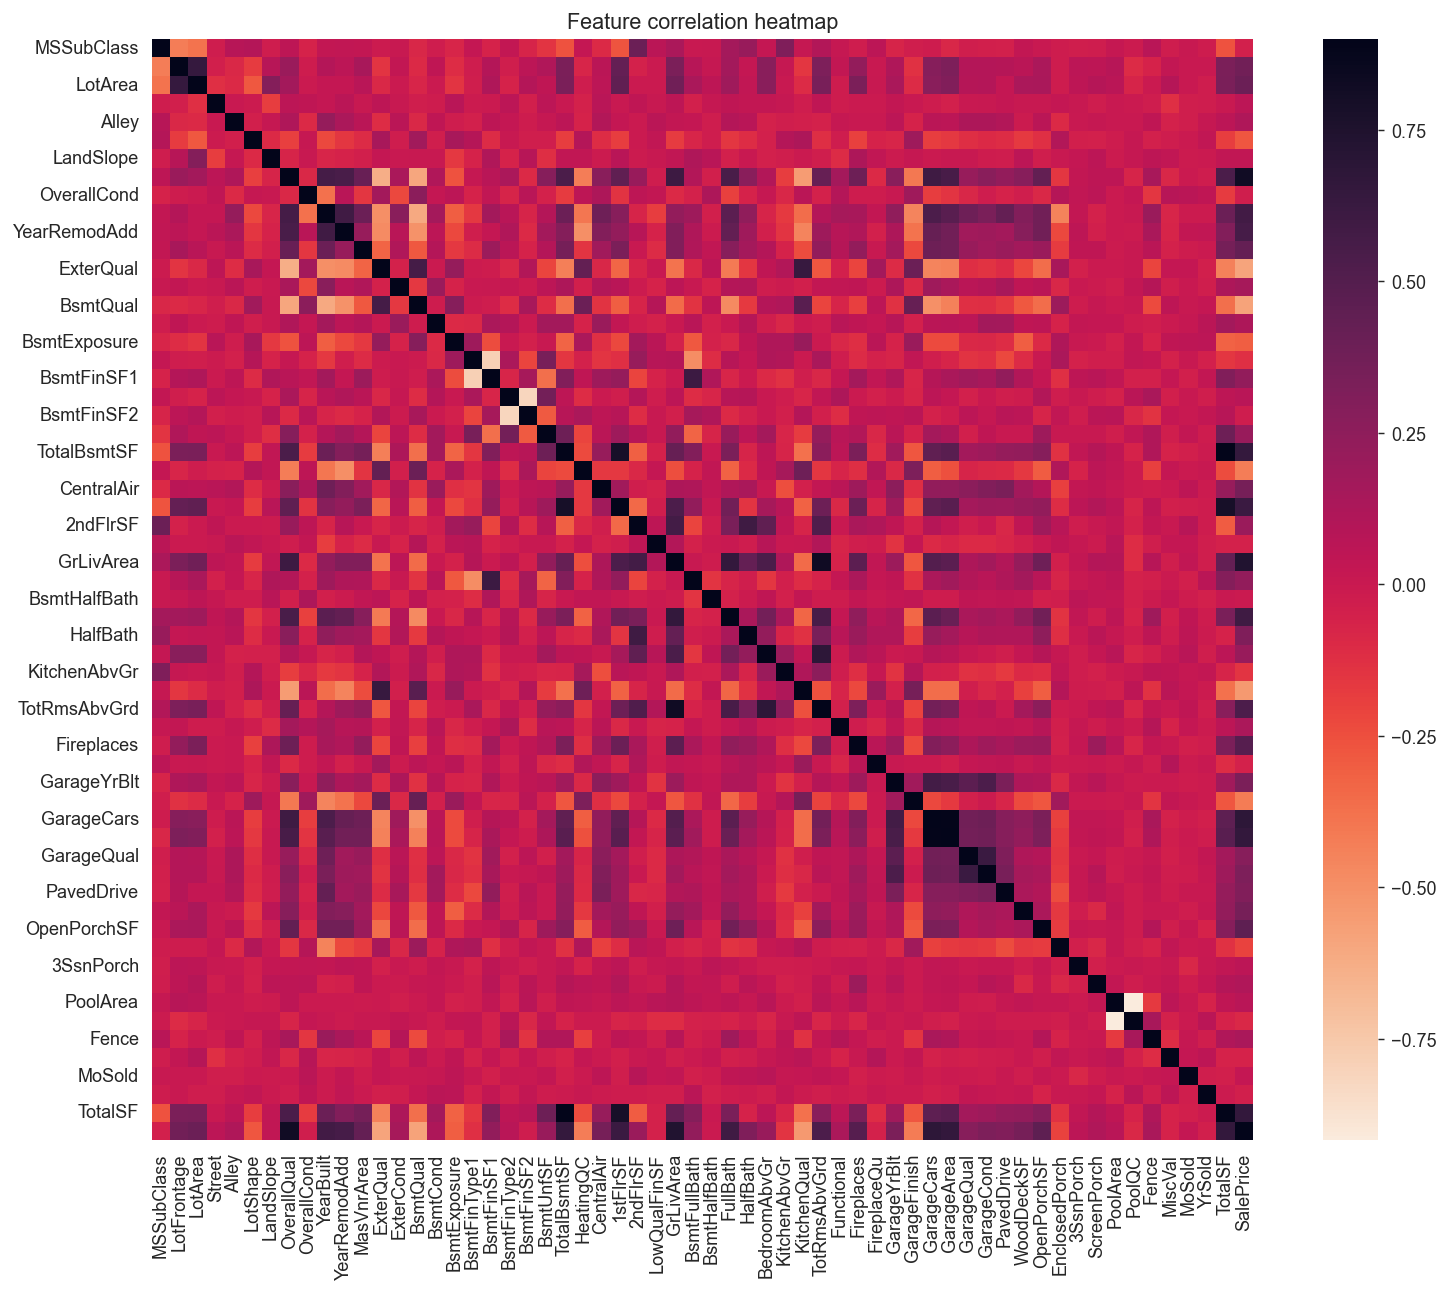 Feature correlation heatmap
MSSubClass
LotArea
Alley
LandSlope
OverallCond
YearRemodAdd
ExterQual
BsmtQual
BsmtExposure
BsmtFinSF1
BsmtFinSF2
TotalBsmtSF
CentralAir
2ndFlrSF
GrLivArea
BsmtHalfBath
HalfBath
KitchenAbvGr
TotRmsAbvGrd
Fireplaces
GarageYrBlt
GarageCars
GarageQual
PavedDrive
OpenPorchSF
3SsnPorch
PoolArea
Fence
MoSold
TotalSF
MSSubClass
LotFrontage
LotArea
Street
Alley
LotShape
LandSlope
OverallQual
OverallCond
YearBuilt
YearRemodAdd
MasVnrArea
ExterQual
ExterCond
BsmtQual
BsmtCond
BsmtExposure
BsmtFinType1
BsmtFinSF1
BsmtFinType2
BsmtFinSF2
BsmtUnfSF
TotalBsmtSF
HeatingQC
CentralAir
1stFlrSF
2ndFlrSF
LowQualFinSF
GrLivArea
BsmtFullBath
BsmtHalfBath
FullBath
HalfBath
BedroomAbvGr
KitchenAbvGr
KitchenQual
TotRmsAbvGrd
Functional
Fireplaces
FireplaceQu
GarageYrBlt
GarageFinish
GarageCars
GarageArea
GarageQual
GarageCond
PavedDrive
WoodDeckSF
OpenPorchSF
EnclosedPorch
3SsnPorch
ScreenPorch
PoolArea
PoolQC
Fence
MiscVal
MoSold
YrSold
TotalSF
SalePrice
0.75
0.50
0.25
0.00
−0.25
−0.50
−0.75